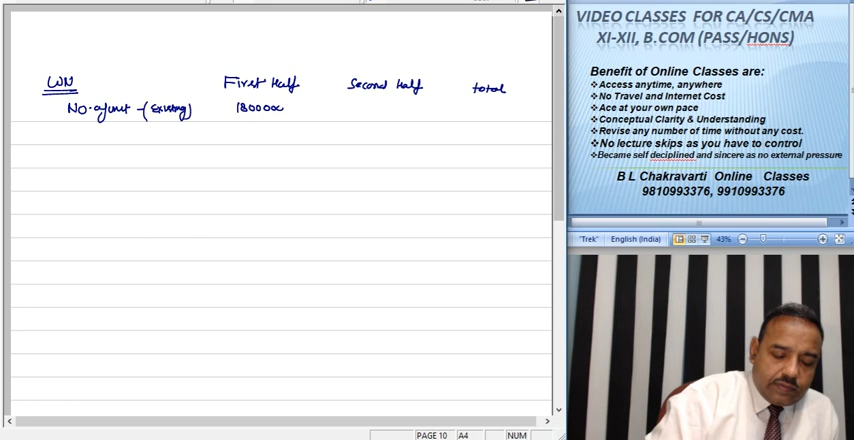 WN First Half Second Half total
No. of unit - (Existing) 180000
VIDEO CLASSES FOR CA/CS/CMA
XI-XII, B.COM (PASS/HONS)
Benefit of Online Classes are:
❖Access anytime, anywhere
❖No Travel and Internet Cost
❖Ace at your own pace
❖Conceptual Clarity & Understanding
❖Revise any number of time without any cost.
❖No lecture skips as you have to control
❖Became self deciplined and sincere as no external pressure
B L Chakravarti Online Classes
9810993376, 9910993376
"Trek" English (India) 43%
PAGE 10 A4 NUM